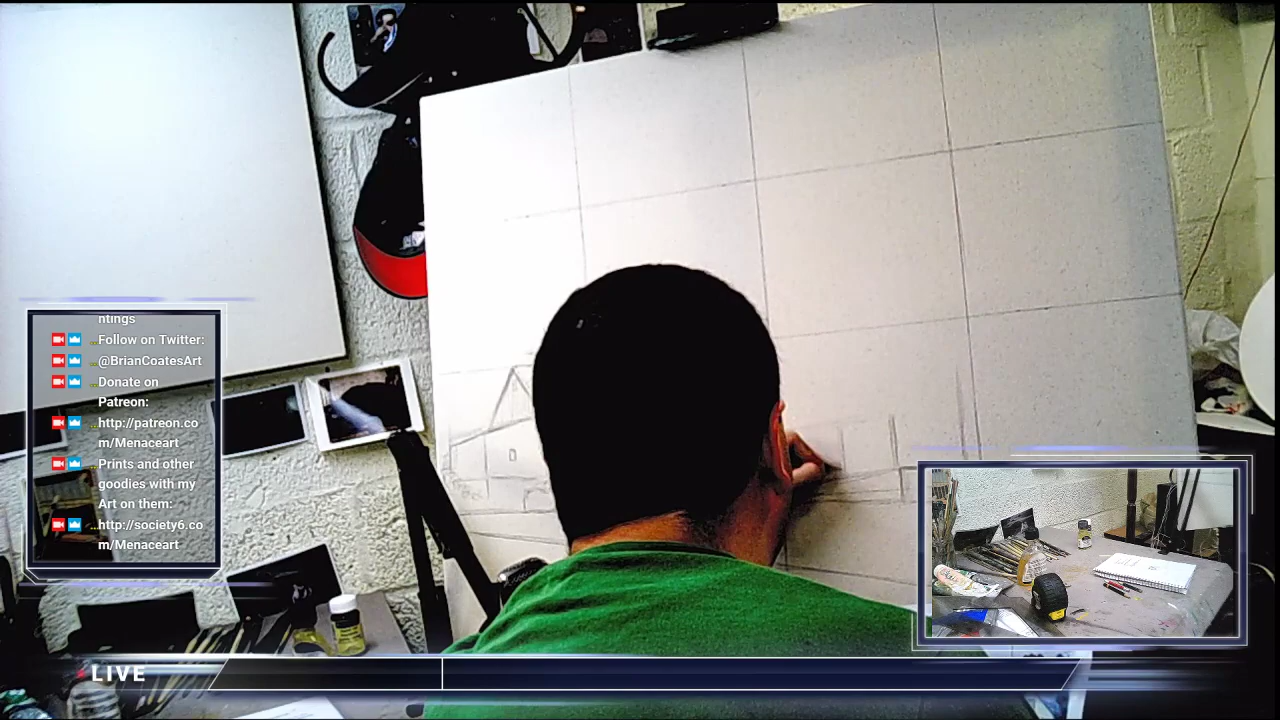 ntings
..Follow on Twitter:
..@BrianCoatesArt
..Donate on
Patreon:
..http://patreon.co
m/Menaceart
..Prints and other
goodies with my
Art on them:
..http://society6.co
m/Menaceart
LIVE